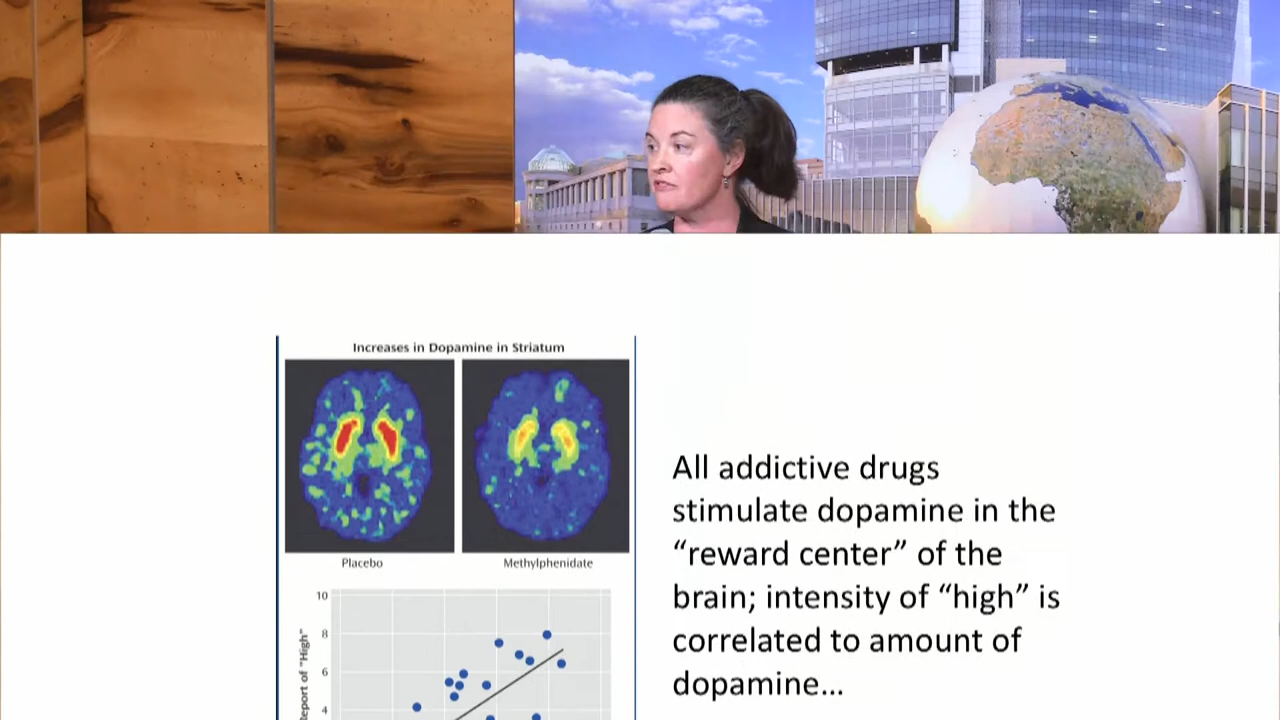 Increases in Dopamine in Striatum
Placebo
Methylphenidate
10
8
6
4
eport of "High"
All addictive drugs
stimulate dopamine in the
“reward center” of the
brain; intensity of “high” is
correlated to amount of
dopamine…